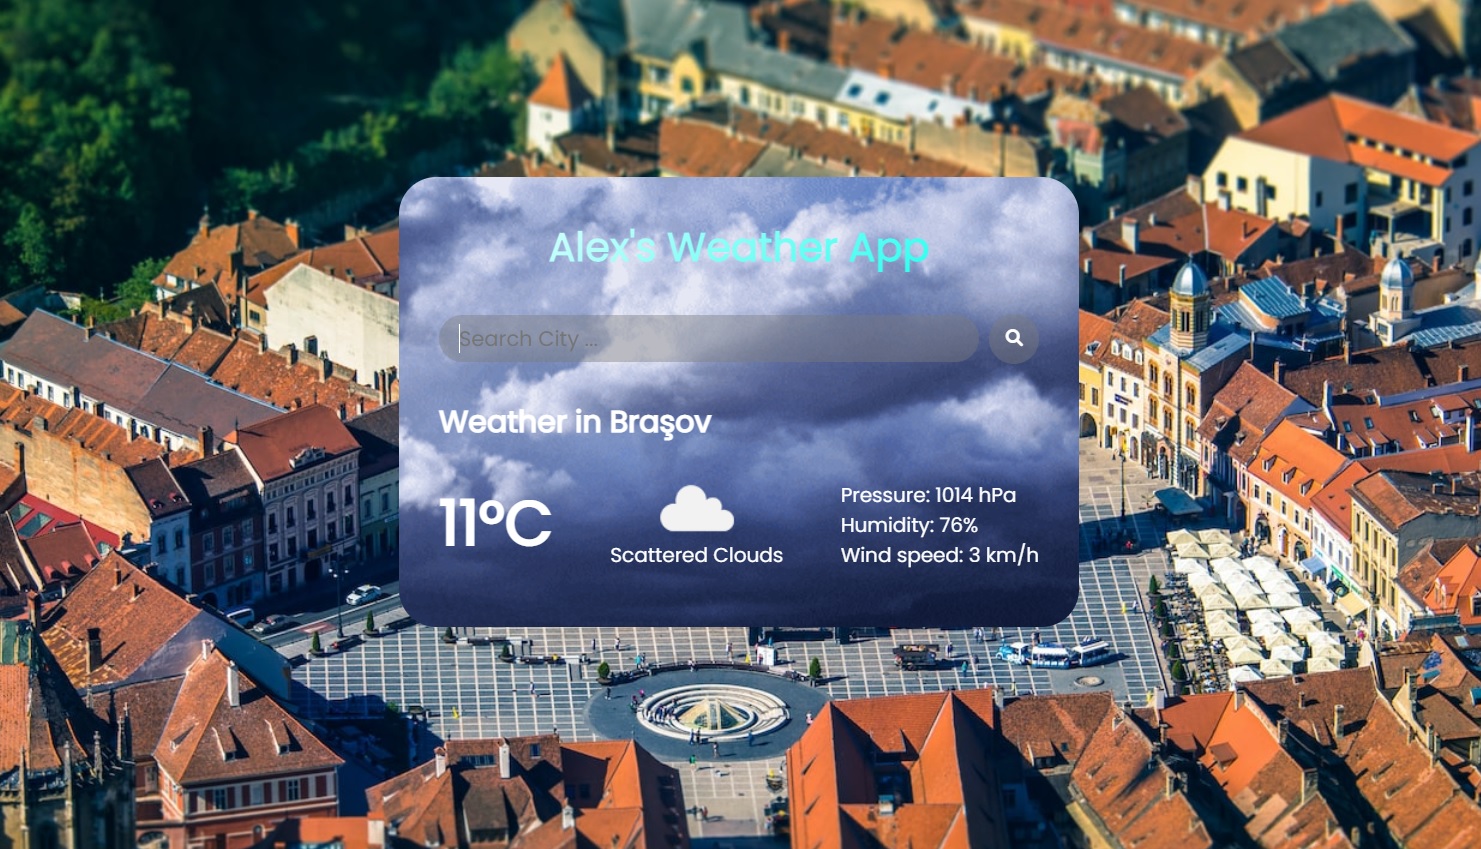 Alex's Weather App
Search City ...
Weather in Braşov
11°C
Scattered Clouds
Pressure: 1014 hPa
Humidity: 76%
Wind speed: 3 km/h